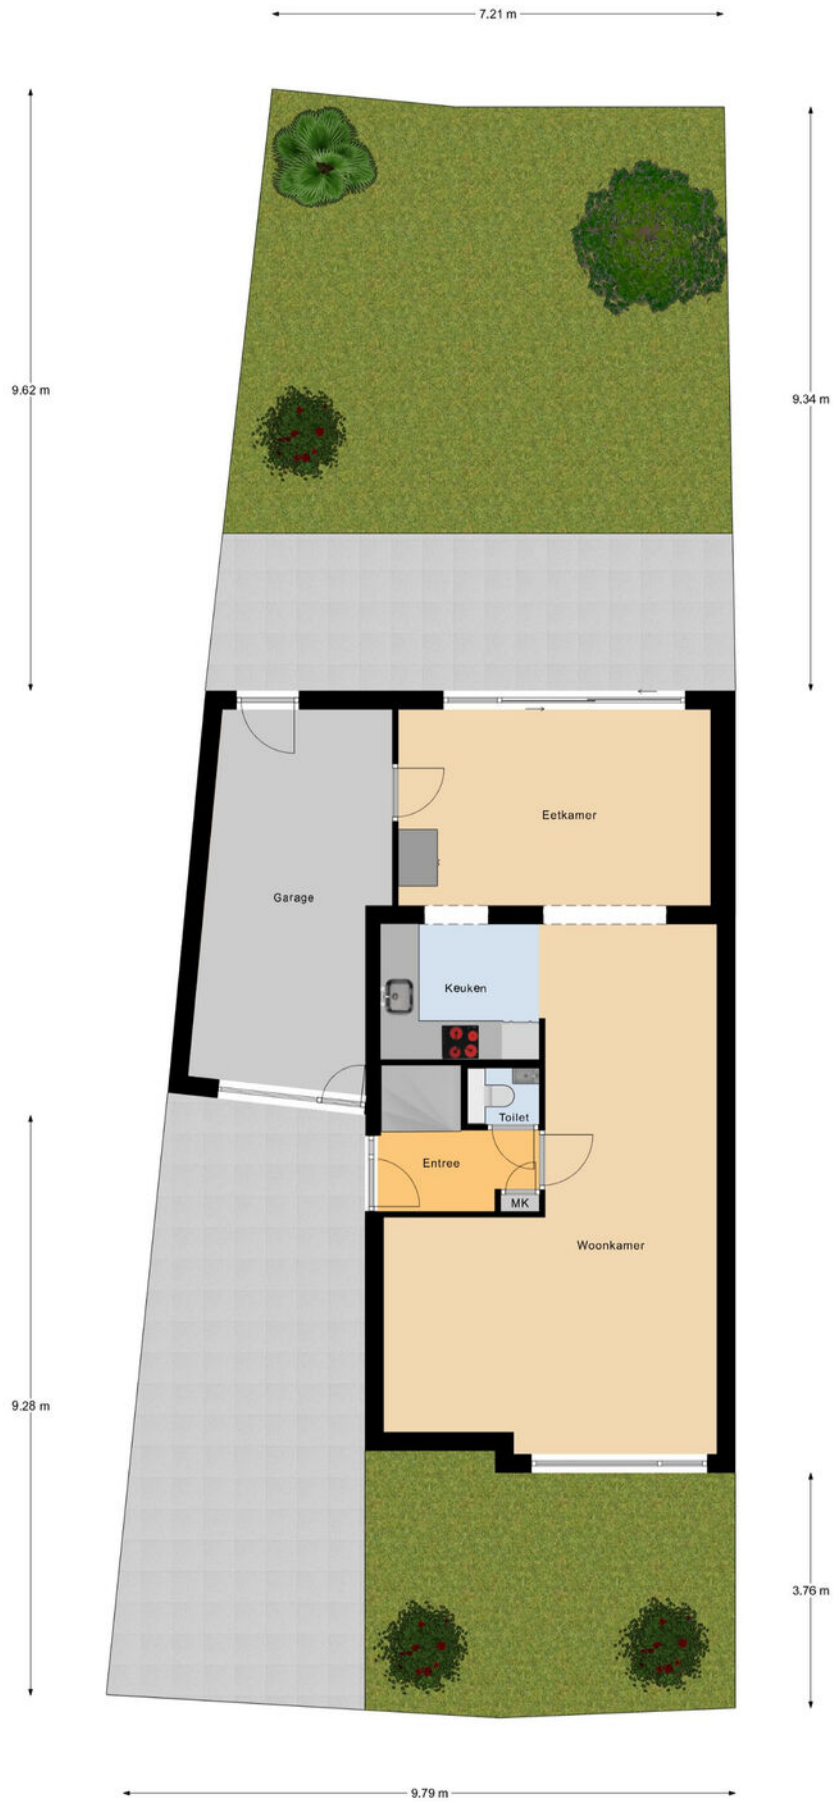 7.21 m
9.62 m
9.34 m
Eetkamer
Garage
Keuken
Toilet
Entree
MK
Woonkamer
9.28 m
3.76 m
9.79 m